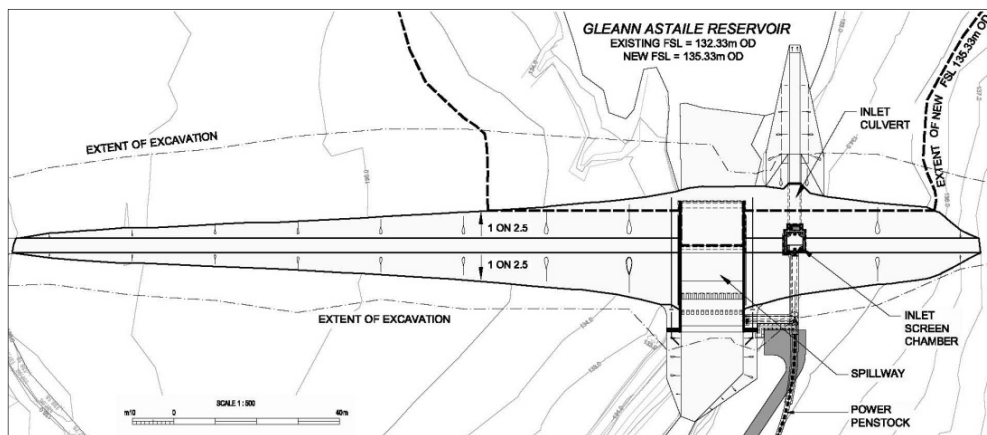 GLEANN ASTAILE RESERVOIR
EXISTING FSL = 132.33m OD
NEW FSL = 135.33m OD
EXTENT OF NEW FSL 135.33m OD
INLET
CULVERT
EXTENT OF EXCAVATION
1 ON 2.5
1 ON 2.5
EXTENT OF EXCAVATION
INLET
SCREEN
CHAMBER
SPILLWAY
POWER
PENSTOCK
SCALE 1 : 500
m10 0 40m